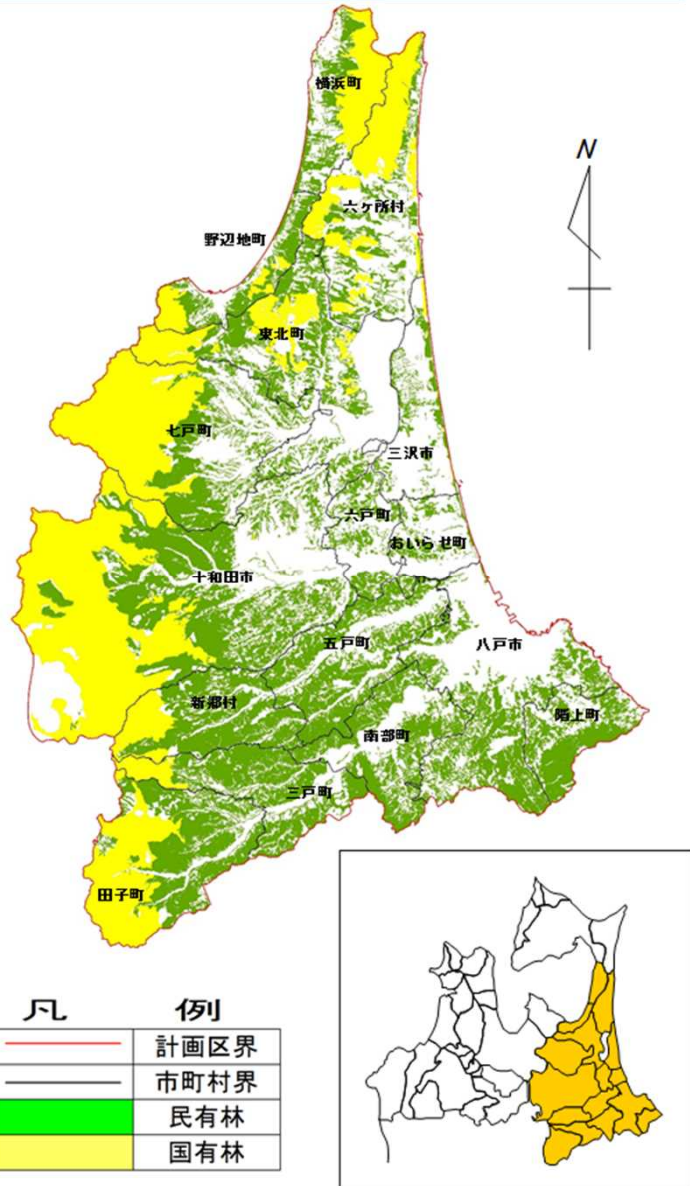 横浜町
N
六ヶ所村
野辺地町
東北町
七戸町
三沢市
六戸町
おいらせ町
十和田市
五戸町
八戸市
新郷村
階上町
南部町
三戸町
田子町
凡 例
計画区界
市町村界
民有林
国有林